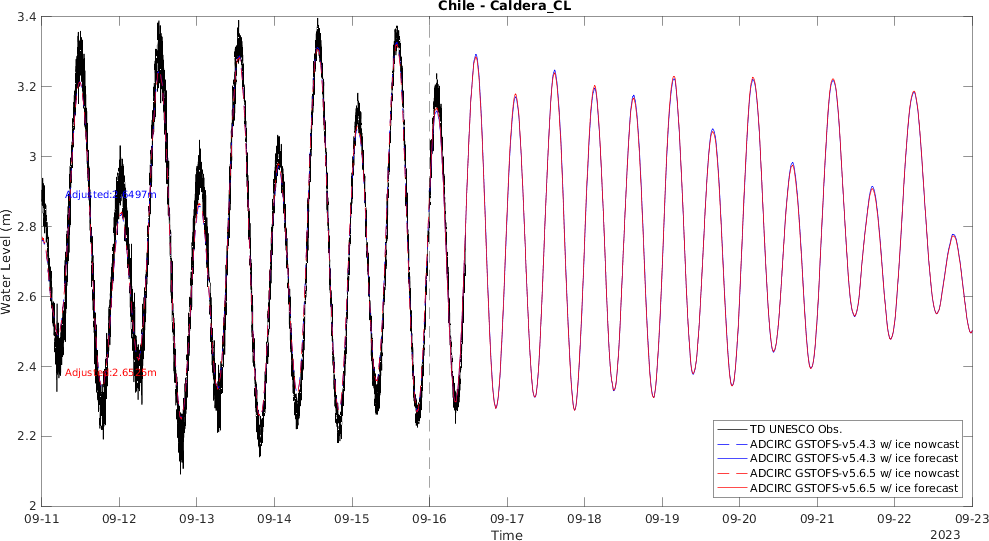 Chile - Caldera_CL
Water Level (m)
3.4
3.2
3
2.8
2.6
2.4
2.2
2
Adjusted:
Adjusted:
TD UNESCO Obs.
ADCIRC GSTOFS-v5.4.3 w/ ice nowcast
ADCIRC GSTOFS-v5.4.3 w/ ice forecast
ADCIRC GSTOFS-v5.6.5 w/ ice nowcast
ADCIRC GSTOFS-v5.6.5 w/ ice forecast
09-11 09-12 09-13 09-14 09-15 09-16 09-17 09-18 09-19 09-20 09-21 09-22 09-23
Time
2023